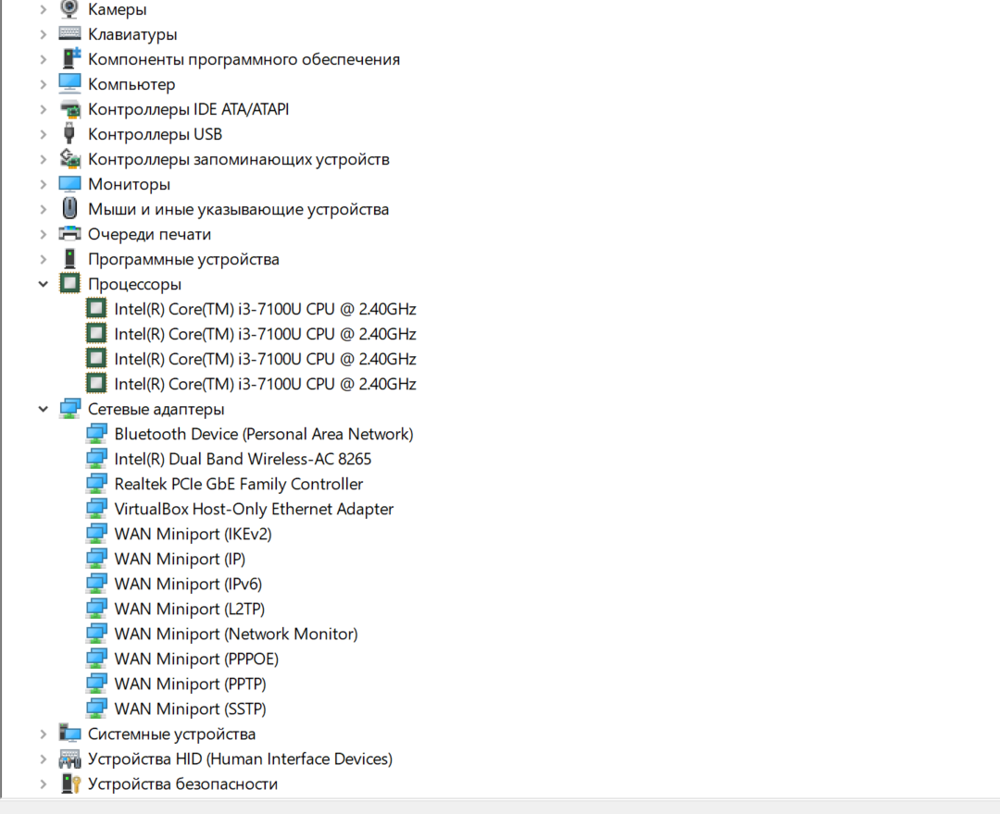 Камеры
Клавиатуры
Компоненты программного обеспечения
Компьютер
Контроллеры IDE ATA/ATAPI
Контроллеры USB
Контроллеры запоминающих устройств
Мониторы
Мыши и иные указывающие устройства
Очереди печати
Программные устройства
Процессоры
Intel(R) Core(TM) i3-7100U CPU @ 2.40GHz
Intel(R) Core(TM) i3-7100U CPU @ 2.40GHz
Intel(R) Core(TM) i3-7100U CPU @ 2.40GHz
Intel(R) Core(TM) i3-7100U CPU @ 2.40GHz
Сетевые адаптеры
Bluetooth Device (Personal Area Network)
Intel(R) Dual Band Wireless-AC 8265
Realtek PCIe GbE Family Controller
VirtualBox Host-Only Ethernet Adapter
WAN Miniport (IKEv2)
WAN Miniport (IP)
WAN Miniport (IPv6)
WAN Miniport (L2TP)
WAN Miniport (Network Monitor)
WAN Miniport (PPPOE)
WAN Miniport (PPTP)
WAN Miniport (SSTP)
Системные устройства
Устройства HID (Human Interface Devices)
Устройства безопасности